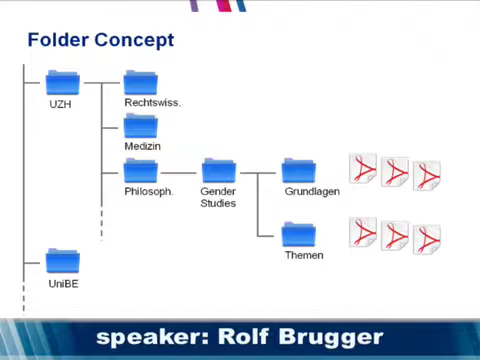 Folder Concept
UZH
Rechtswiss.
Medizin
Philosoph.
Gender
Studies
Grundlagen
Themen
UniBE
speaker: Rolf Brugger